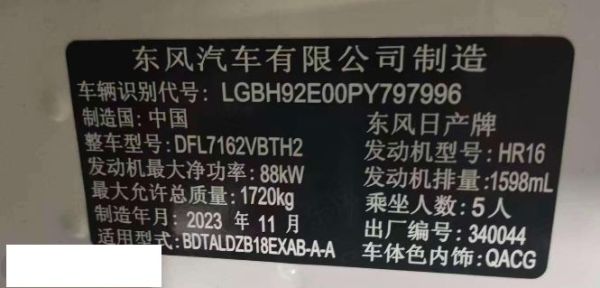 东风汽车有限公司制造
车辆识别代号: LGBH92E00PY797996
制造国: 中国 东风日产牌
整车型号: DFL7162VBTH2 发动机型号: HR16
发动机最大净功率: 88kW 发动机排量: 1598mL
最大允许总质量: 1720kg 乘坐人数: 5人
制造年月: 2023 年 11 月 出厂编号: 340044
适用型式: BDTALDZB18EXAB-A-A 车体色内饰: QACG